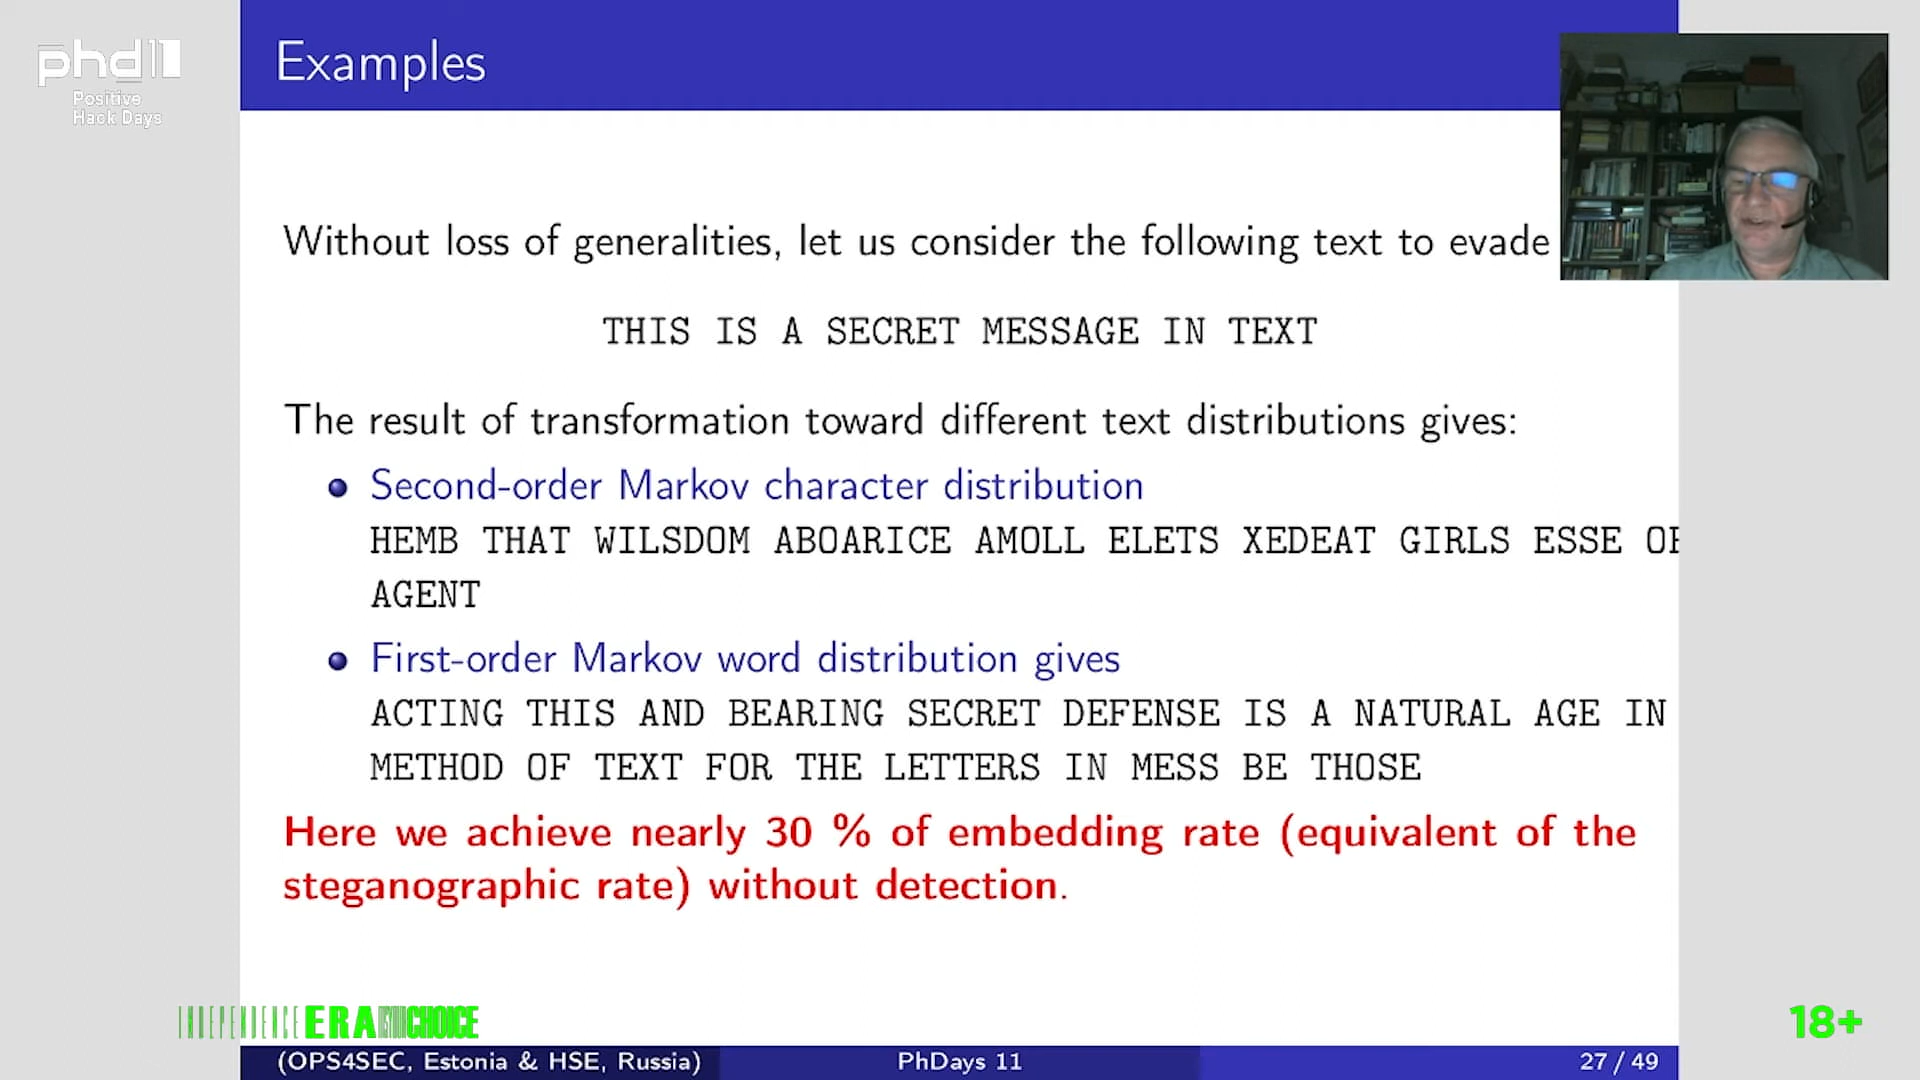 phd11
Positive
Hack Days
Examples
Without loss of generalities, let us consider the following text to evade
THIS IS A SECRET MESSAGE IN TEXT
The result of transformation toward different text distributions gives:
Second-order Markov character distribution
HEMB THAT WILSDOM ABOARICE AMOLL ELETS XEDEAT GIRLS ESSE
AGENT
First-order Markov word distribution gives
ACTING THIS AND BEARING SECRET DEFENSE IS A NATURAL AGE IN
METHOD OF TEXT FOR THE LETTERS IN MESS BE THOSE
Here we achieve nearly 30 % of embedding rate (equivalent of the
steganographic rate) without detection.
INDEPENDENCE ERA CHOICE
18+
(OPS4SEC, Estonia & HSE, Russia)
PhDays 11
27 / 49